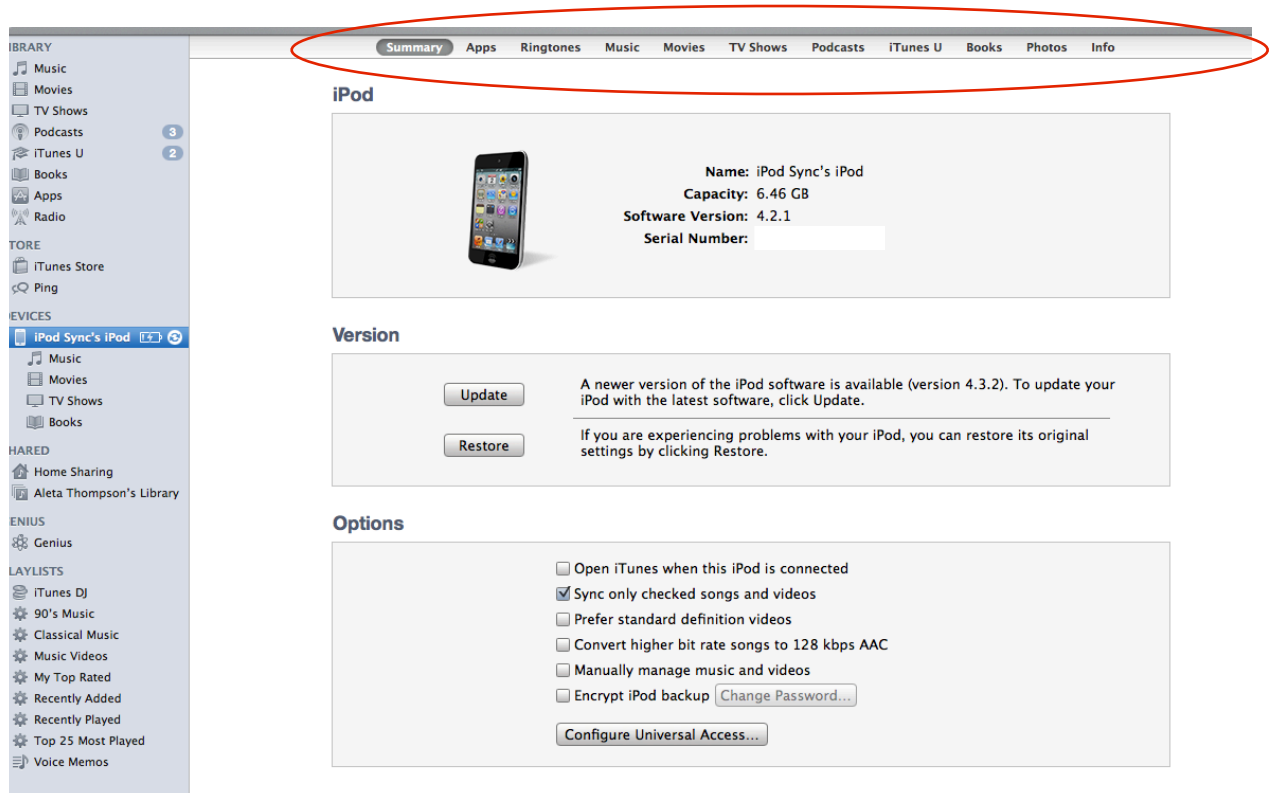 Summary Apps Ringtones Music Movies TV Shows Podcasts iTunes U Books Photos Info
IBRARY
Music
Movies
TV Shows
Podcasts 3
iTunes U 2
Books
Apps
Radio
TORE
iTunes Store
Ping
EVICES
iPod Sync's iPod
Music
Movies
TV Shows
Books
HARED
Home Sharing
Aleta Thompson's Library
ENIUS
Genius
LAYLISTS
iTunes DJ
90's Music
Classical Music
Music Videos
My Top Rated
Recently Added
Recently Played
Top 25 Most Played
Voice Memos
iPod
Name: iPod Sync's iPod
Capacity: 6.46 GB
Software Version: 4.2.1
Serial Number:
Version
Update
A newer version of the iPod software is available (version 4.3.2). To update your
iPod with the latest software, click Update.
Restore
If you are experiencing problems with your iPod, you can restore its original
settings by clicking Restore.
Options
Open iTunes when this iPod is connected
Sync only checked songs and videos
Prefer standard definition videos
Convert higher bit rate songs to 128 kbps AAC
Manually manage music and videos
Encrypt iPod backup Change Password...
Configure Universal Access...